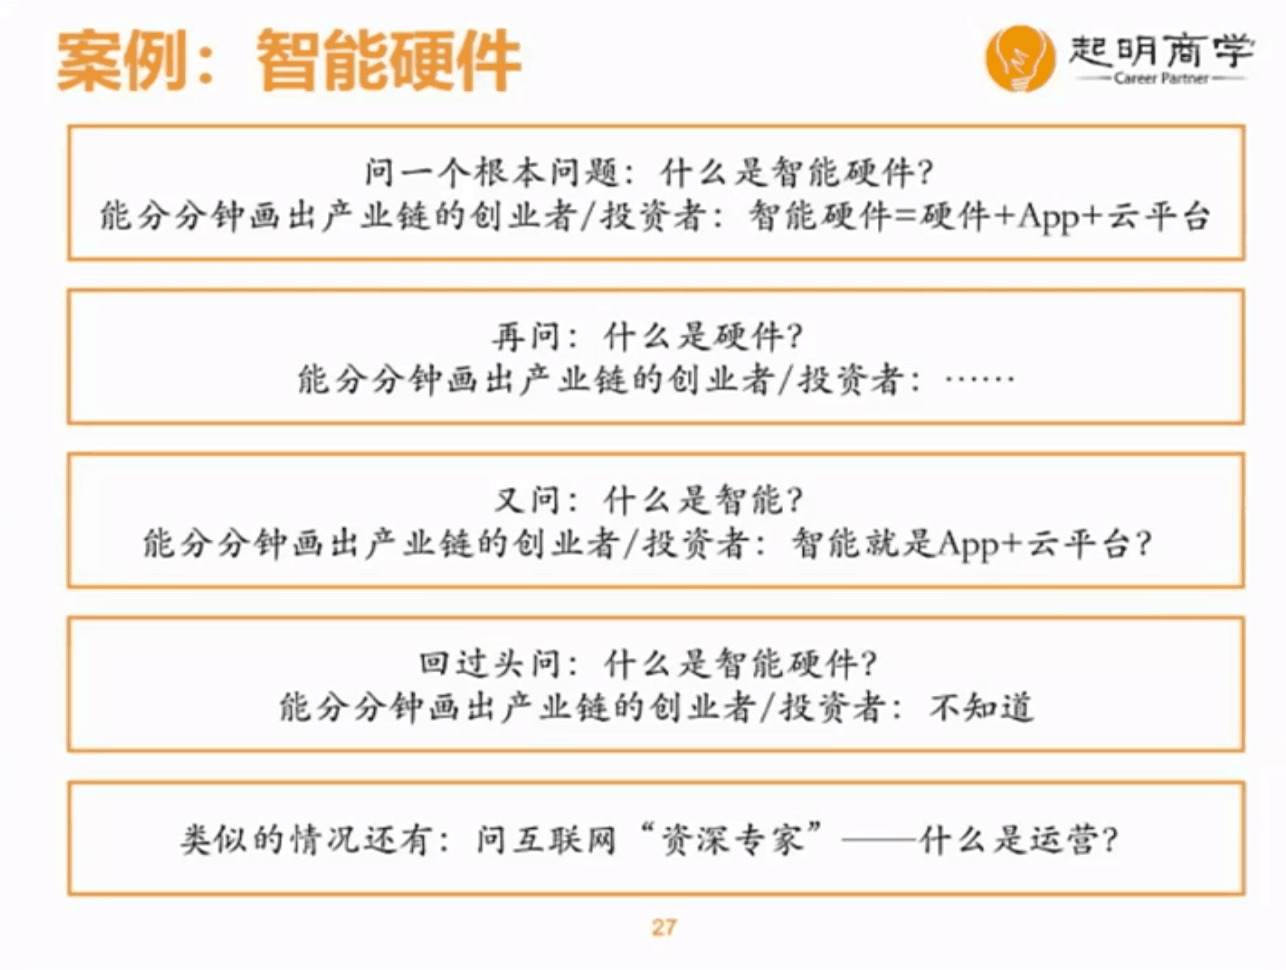 案例：智能硬件
起明商学
Career Partner
问一个根本问题：什么是智能硬件？
能分分钟画出产业链的创业者/投资者：智能硬件=硬件+App+云平台
再问：什么是硬件？
能分分钟画出产业链的创业者/投资者：……
又问：什么是智能？
能分分钟画出产业链的创业者/投资者：智能就是App+云平台？
回过头问：什么是智能硬件？
能分分钟画出产业链的创业者/投资者：不知道
类似的情况还有：问互联网“资深专家”——什么是运营？
27